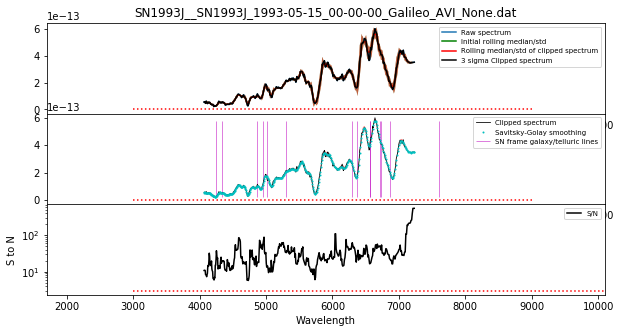 SN1993J__SN1993J_1993-05-15_00-00-00_Galileo_AVI_None.dat
1e−13
6
4
2
0
Raw spectrum
Initial rolling median/std
Rolling median/std of clipped spectrum
3 sigma Clipped spectrum
1e−13
6
4
2
0
Clipped spectrum
Savitsky-Golay smoothing
SN frame galaxy/telluric lines
S to N
10²
10¹
S/N
2000 3000 4000 5000 6000 7000 8000 9000 10000
Wavelength